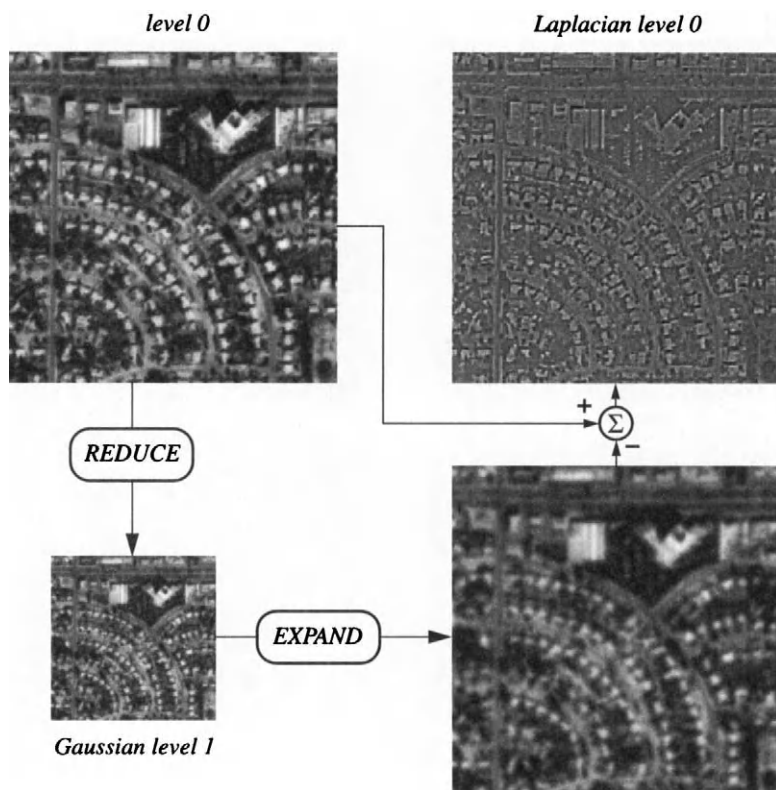 level 0
Laplacian level 0
+
Σ
−
REDUCE
EXPAND
Gaussian level 1